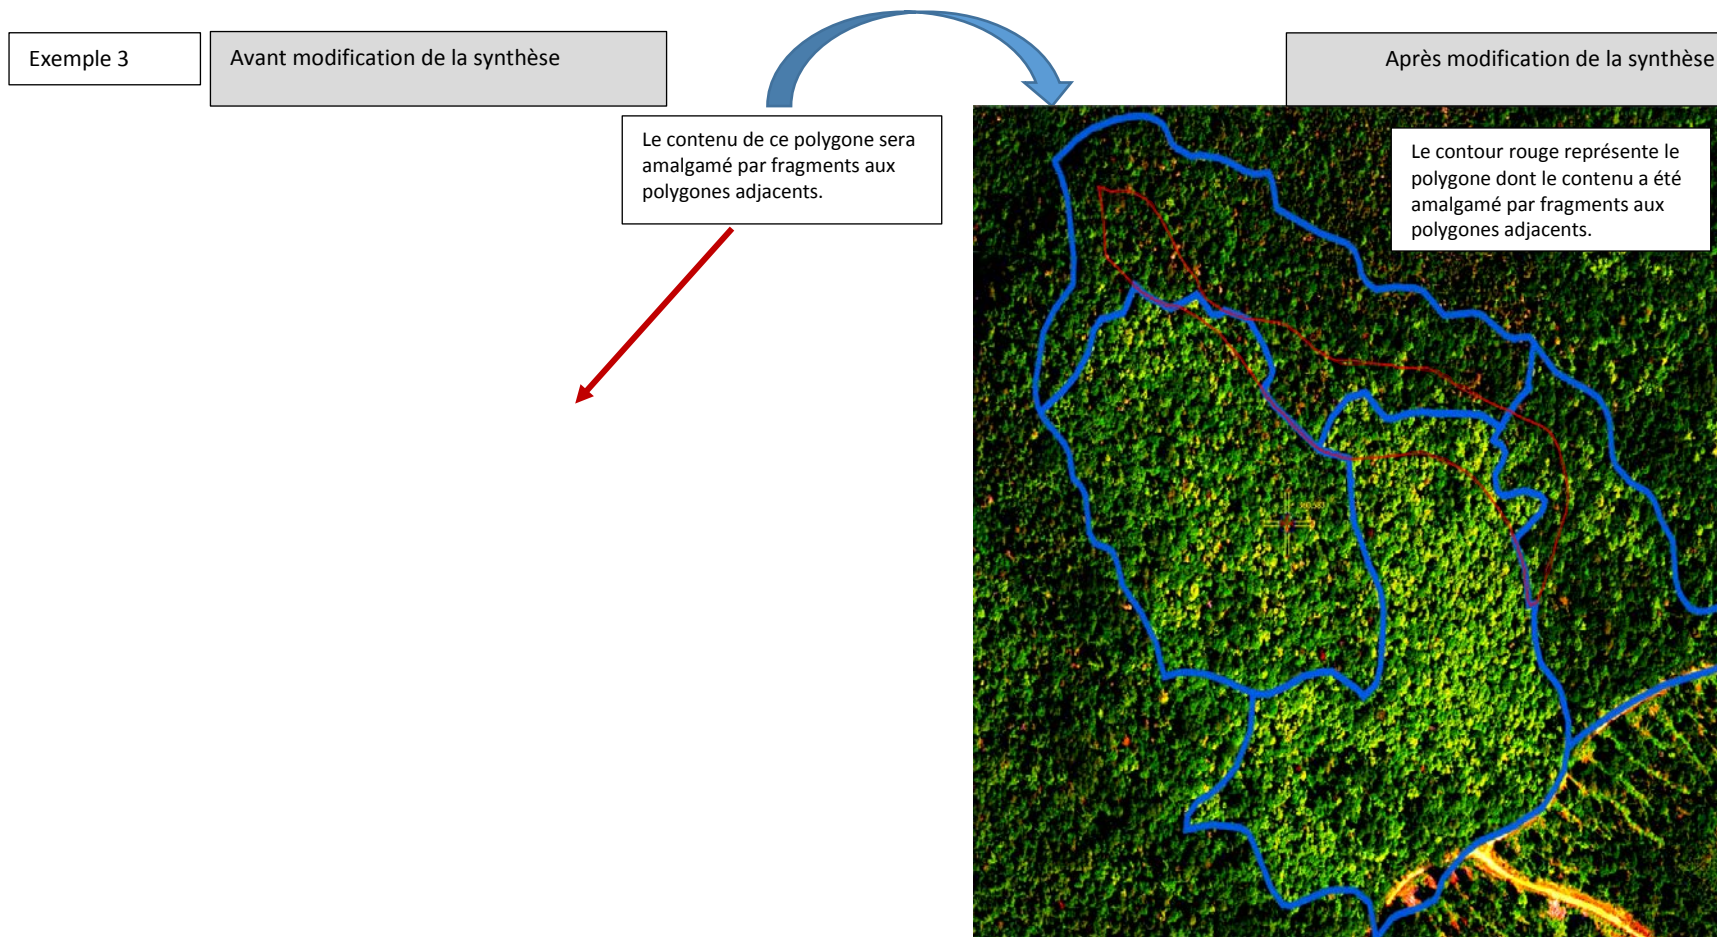 Exemple 3
Avant modification de la synthèse
Après modification de la synthèse
Le contenu de ce polygone sera
amalgamé par fragments aux
polygones adjacents.
Le contour rouge représente le
polygone dont le contenu a été
amalgamé par fragments aux
polygones adjacents.